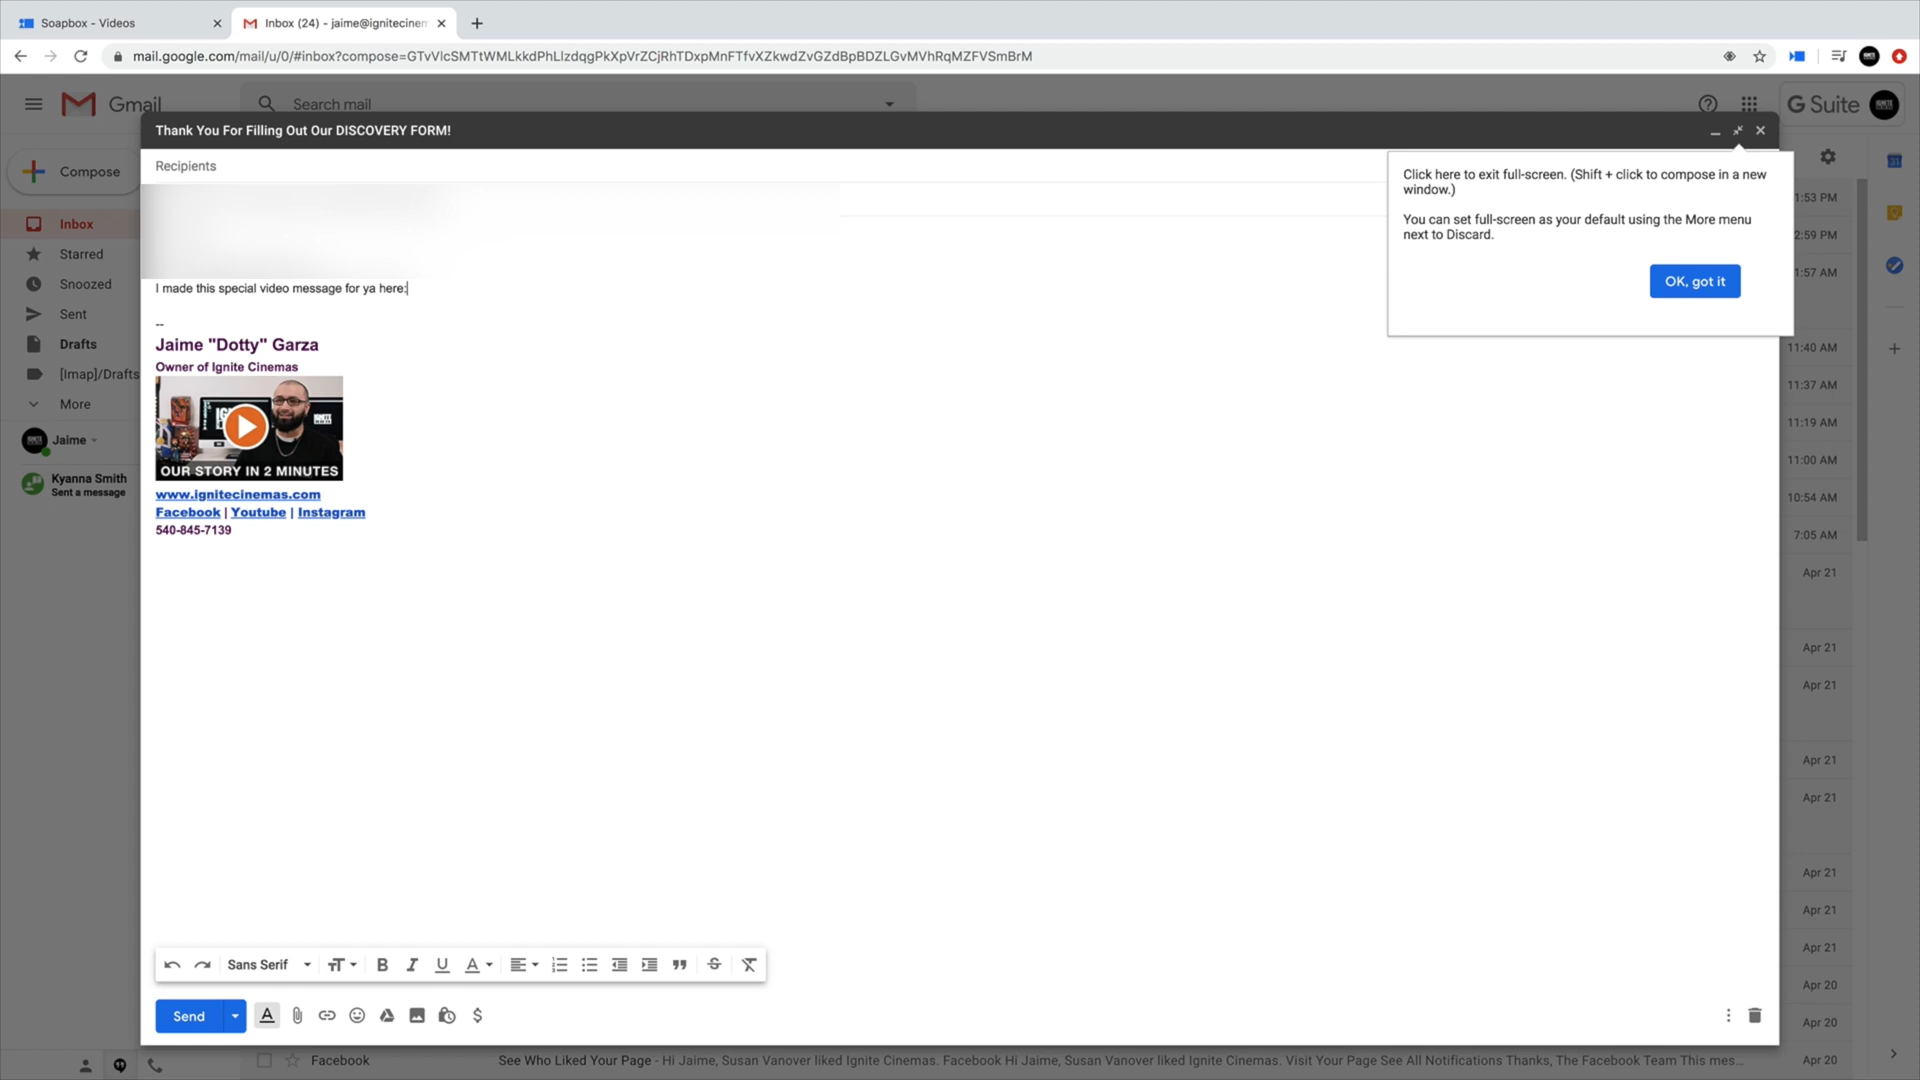 Soapbox - Videos
Inbox (24) - jaime@ignitecinem
mail.google.com/mail/u/0/#inbox?compose=GTvVlcSMTtWMLkkdPhLlzdqgPkXpVrZCjRhTDxpMnFTfvXZkwdZvGZdBpBDZLGvMVhRqMZFVSmBrM
Gmail
Search mail
G Suite
Thank You For Filling Out Our DISCOVERY FORM!
Compose
Recipients
Click here to exit full-screen. (Shift + click to compose in a new
window.)
You can set full-screen as your default using the More menu
next to Discard.
OK, got it
1:53 PM
2:59 PM
1:57 AM
11:40 AM
11:37 AM
11:19 AM
11:00 AM
10:54 AM
7:05 AM
Apr 21
Apr 21
Apr 21
Apr 21
Apr 21
Apr 21
Apr 21
Apr 21
Apr 20
Apr 20
Apr 20
Inbox
Starred
Snoozed
Sent
Drafts
[Imap]/Drafts
More
Jaime
Kyanna Smith
Sent a message
I made this special video message for ya here:
--
Jaime "Dotty" Garza
Owner of Ignite Cinemas
OUR STORY IN 2 MINUTES
www.ignitecinemas.com
Facebook | Youtube | Instagram
540-845-7139
Sans Serif
Send
Facebook
See Who Liked Your Page - Hi Jaime, Susan Vanover liked Ignite Cinemas. Facebook Hi Jaime, Susan Vanover liked Ignite Cinemas. Visit Your Page See All Notifications Thanks, The Facebook Team This mes...